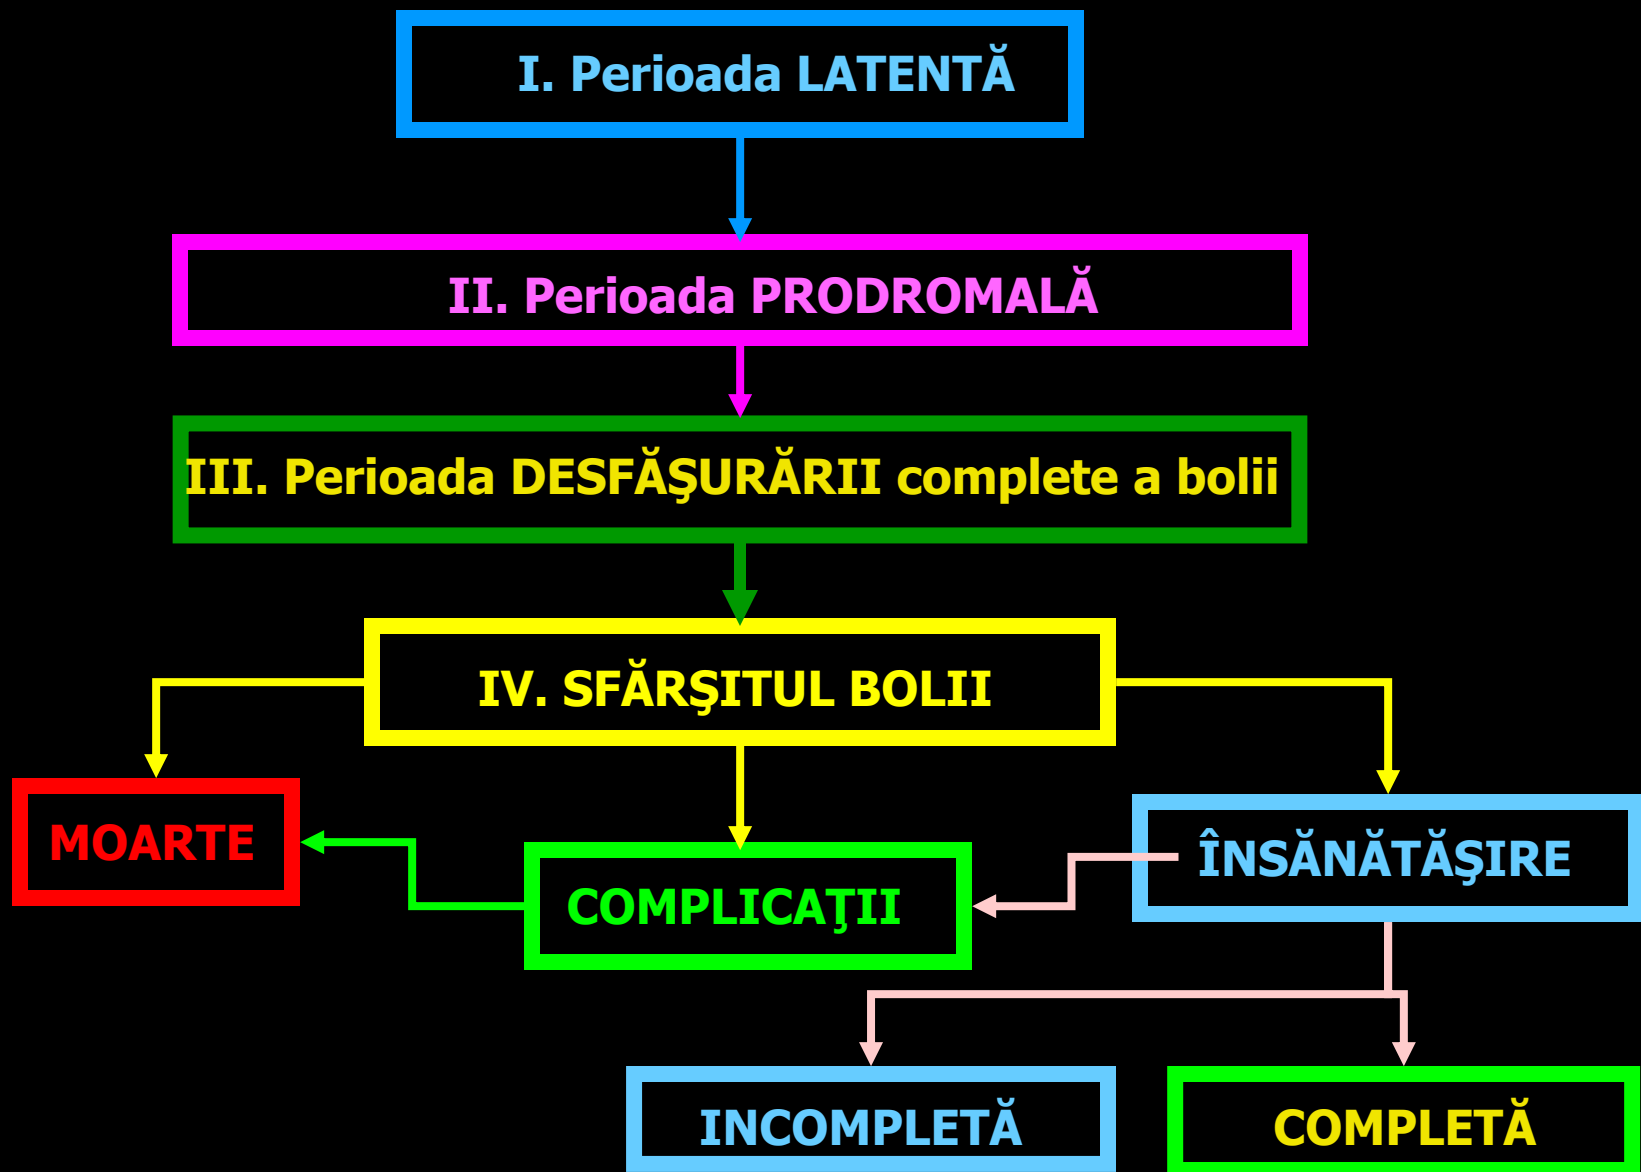 I. Perioada LATENTĂ
II. Perioada PRODROMALĂ
III. Perioada DESFĂŞURĂRII complete a bolii
IV. SFĂRŞITUL BOLII
MOARTE
COMPLICAŢII
ÎNSĂNĂTĂŞIRE
INCOMPLETĂ
COMPLETĂ